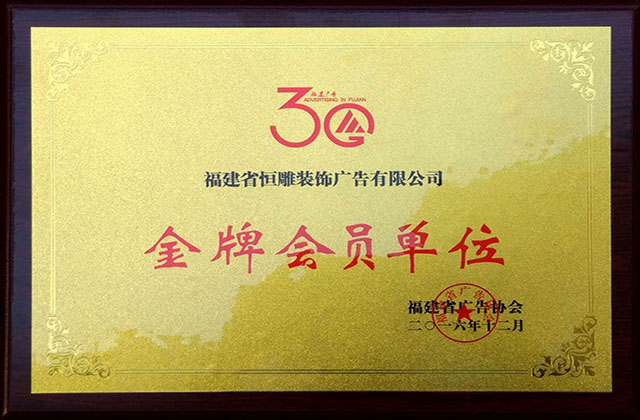 福建广告
ADVERTISING IN FUJIAN
30
福建省恒雕装饰广告有限公司
金牌会员单位
福建省广告协会
二〇一六年十二月